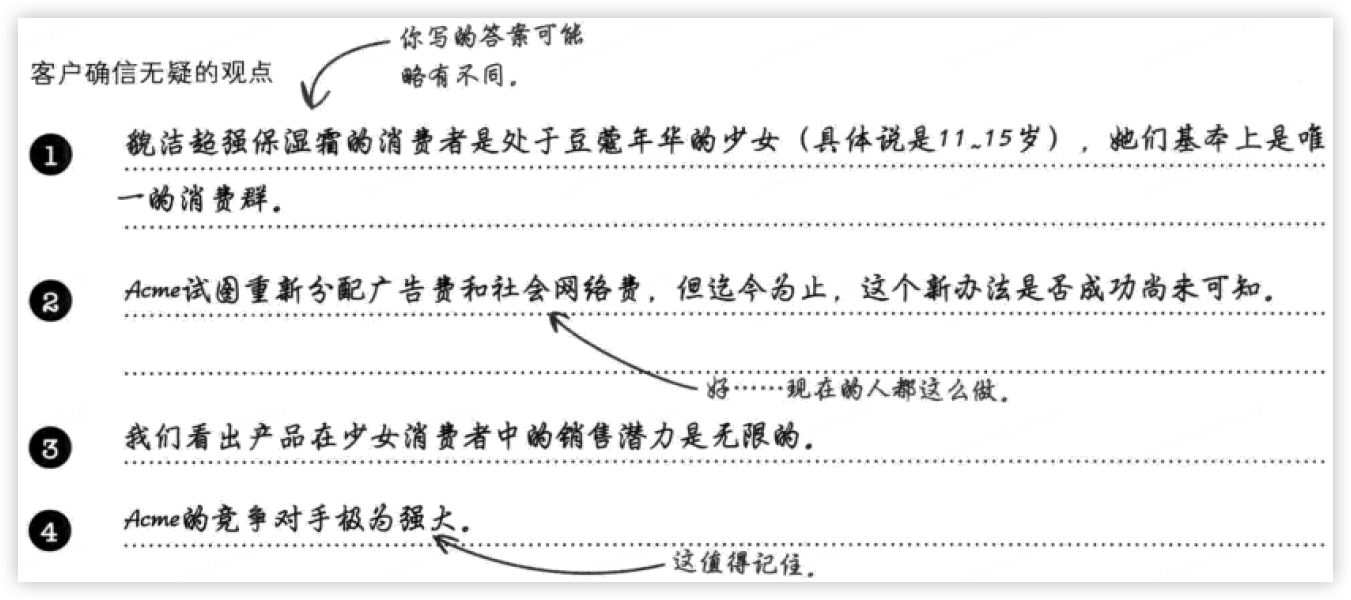 你写的答案可能
略有不同。
客户确信无疑的观点
1 貌洁超强保湿霜的消费者是处于豆蔻年华的少女（具体说是11~15岁），她们基本上是唯
一的消费群。
2 Acme试图重新分配广告费和社会网络费，但迄今为止，这个新办法是否成功尚未可知。
好……现在的人都这么做。
3 我们看出产品在少女消费者中的销售潜力是无限的。
4 Acme的竞争对手极为强大。
这值得记住。